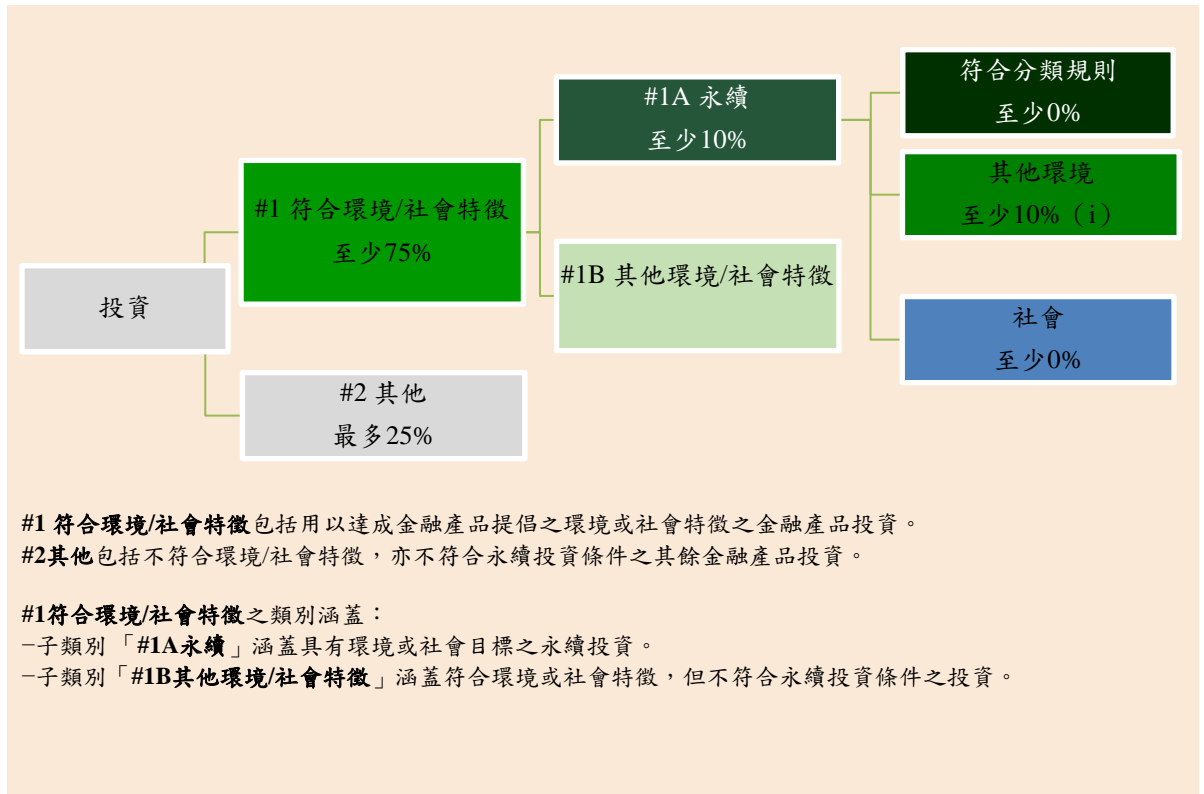 投資
#1 符合環境/社會特徵
至少75%
#2 其他
最多25%
#1A 永續
至少10%
#1B 其他環境/社會特徵
符合分類規則
至少0%
其他環境
至少10%（i）
社會
至少0%
#1 符合環境/社會特徵包括用以達成金融產品提倡之環境或社會特徵之金融產品投資。
#2其他包括不符合環境/社會特徵，亦不符合永續投資條件之其餘金融產品投資。
#1符合環境/社會特徵之類別涵蓋：
–子類別「#1A永續」涵蓋具有環境或社會目標之永續投資。
–子類別「#1B其他環境/社會特徵」涵蓋符合環境或社會特徵，但不符合永續投資條件之投資。